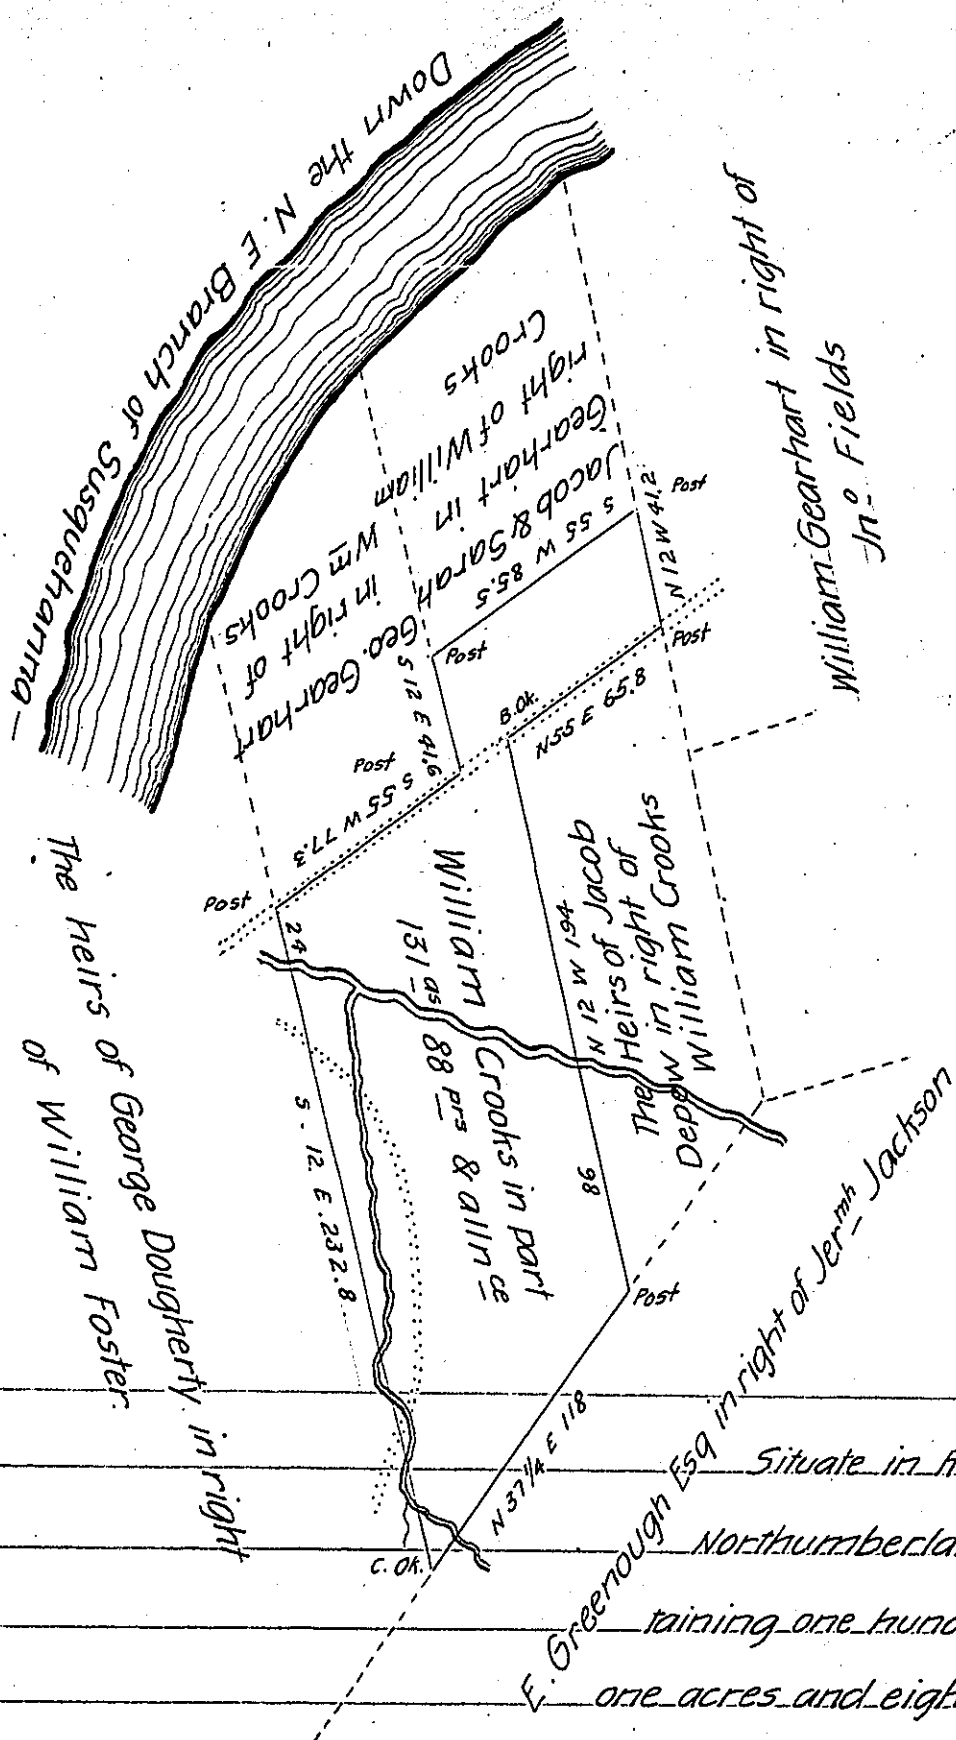 Down the N. E Branch of Susquehanna—
William Gearhart in right of
Jnº Fields
Jacob & Sarah
Gearhart in
right of William
Crooks
Geo. Gearhart
in right of
Wm Crooks
Post
N 12 W 41.2
S 55 W 85.5
Post
Post
S 12 E 41.6
B.Ok.
N 55 E 65.8
Post
S 55 W 77.3
Post
24
N 12 W 194
The Heirs of Jacob
Depew in right of
William Crooks
William Crooks in part
131 as 88 prs & allnce
98
Post
S. 12. E. 232.8
N 37 1/4 E 118
C. Ok.
The heirs of George Dougherty in right
of William Foster.
E. Greenough Esq in right of Jermh Jackson
Situate in
Northumberla
taining one hund
one acres and eigh